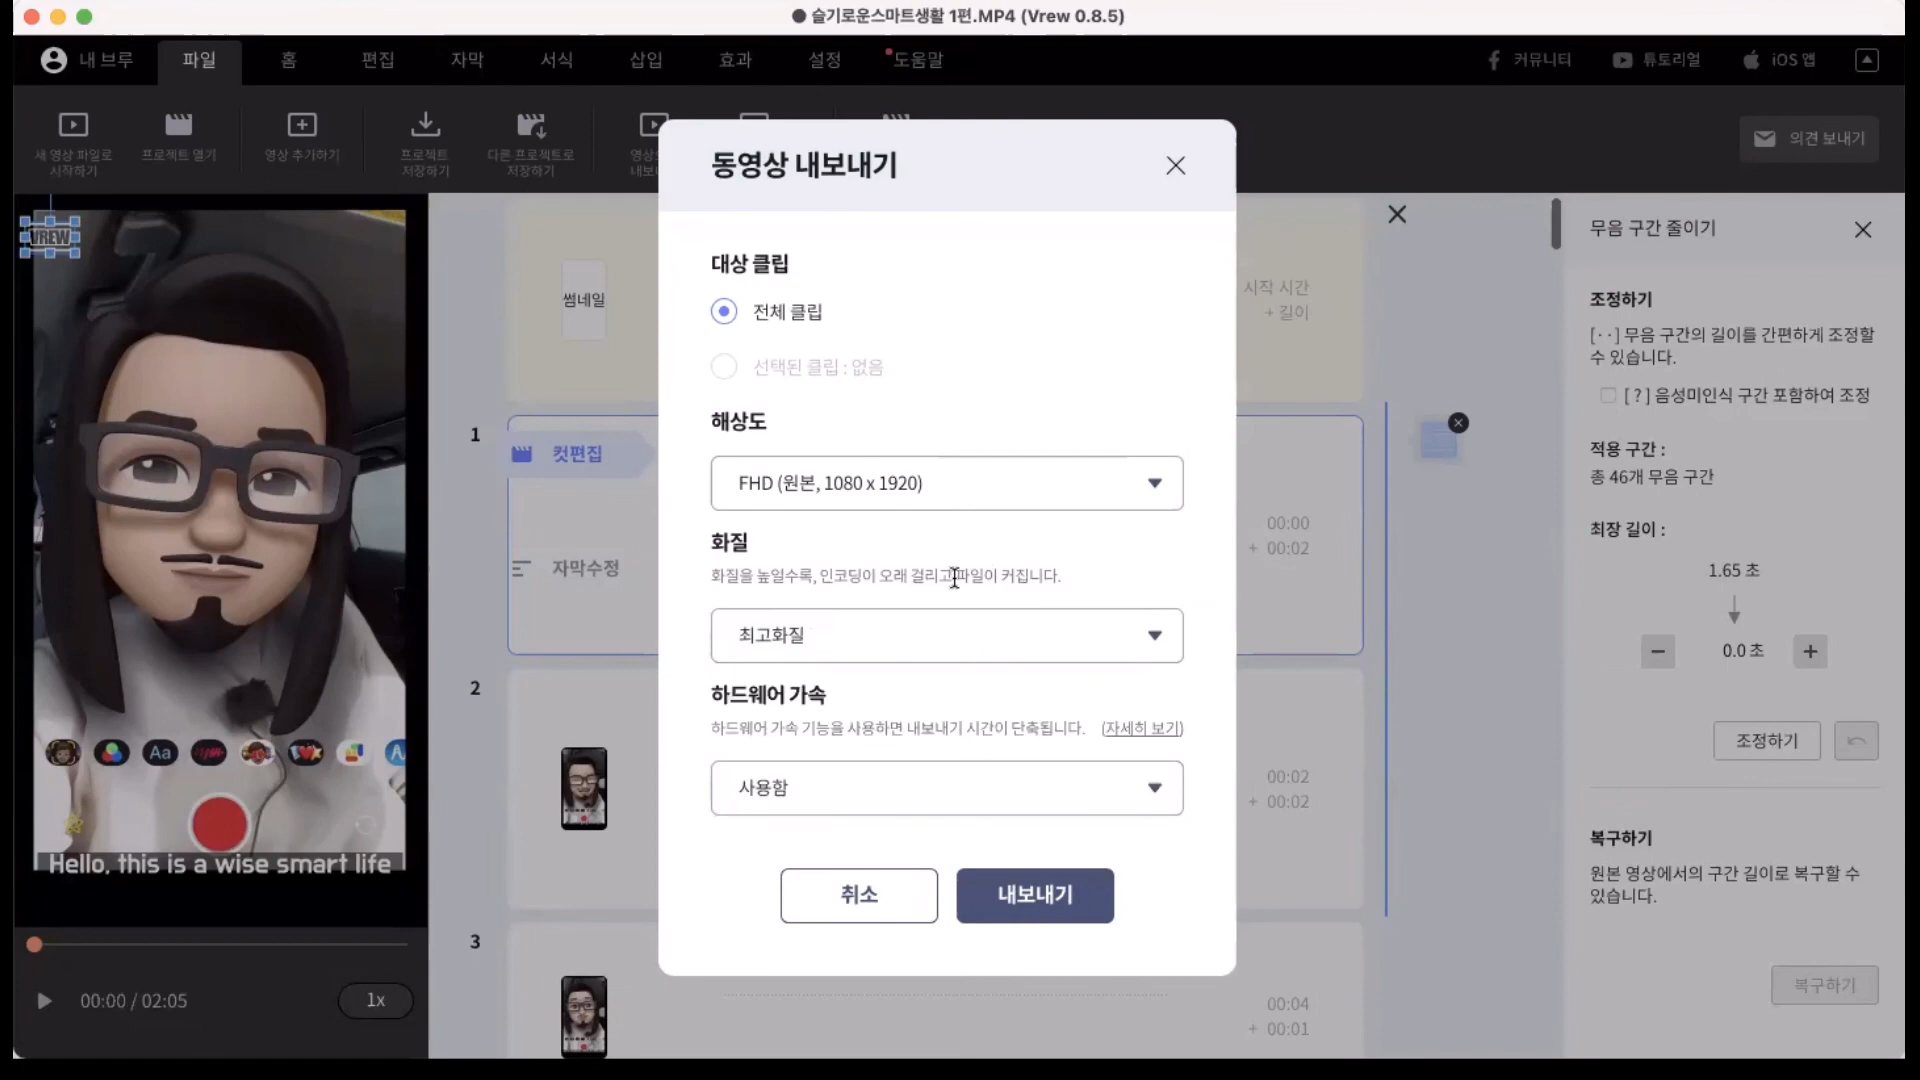 슬기로운스마트생활 1편.MP4 (Vrew 0.8.5)
내 브루
파일
홈
편집
자막
서식
삽입
효과
설정
도움말
커뮤니티
튜토리얼
iOS 앱
새 영상 파일로
시작하기
프로젝트 열기
영상 추가하기
프로젝트
저장하기
다른 프로젝트로
저장하기
의견 보내기
VREW
Aa
Hello, this is a wise smart life
00:00 / 02:05
1x
썸네일
시작 시간
+ 길이
1
컷편집
자막수정
00:00
+ 00:02
2
00:02
+ 00:02
3
00:04
+ 00:01
동영상 내보내기
대상 클립
전체 클립
선택된 클립 : 없음
해상도
FHD (원본, 1080 x 1920)
화질
화질을 높일수록, 인코딩이 오래 걸리고 파일이 커집니다.
최고화질
하드웨어 가속
하드웨어 가속 기능을 사용하면 내보내기 시간이 단축됩니다. (자세히 보기)
사용함
취소
내보내기
무음 구간 줄이기
조정하기
[··] 무음 구간의 길이를 간편하게 조정할
수 있습니다.
[ ? ] 음성미인식 구간 포함하여 조정
적용 구간 :
총 46개 무음 구간
최장 길이 :
1.65 초
0.0 초
조정하기
복구하기
원본 영상에서의 구간 길이로 복구할 수
있습니다.
복구하기